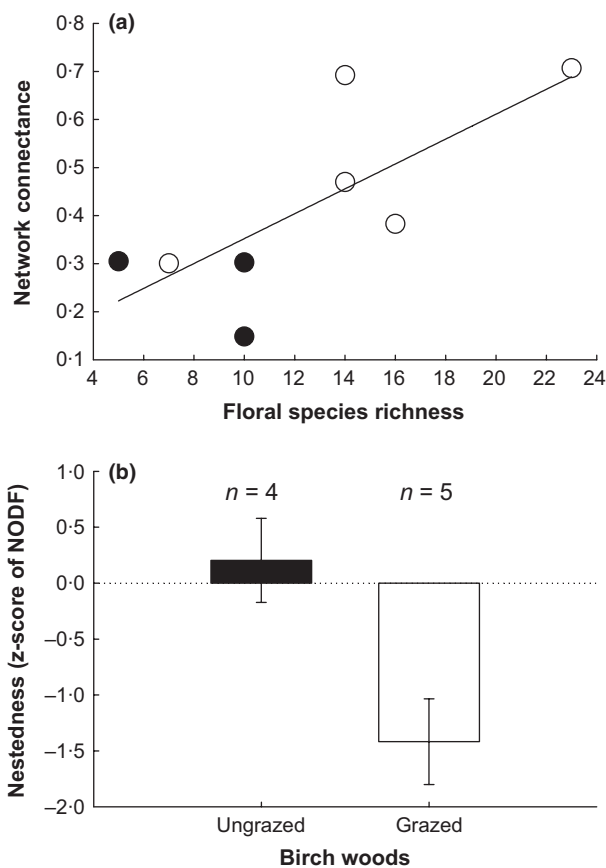 (a)
0·8
0·7
0·6
0·5
0·4
0·3
0·2
0·1
Network connectance
4 6 8 10 12 14 16 18 20 22 24
Floral species richness
(b)
1·0
0·5
0·0
–0·5
–1·0
–1·5
–2·0
Nestedness (z-score of NODF)
n = 4 n = 5
Ungrazed Grazed
Birch woods